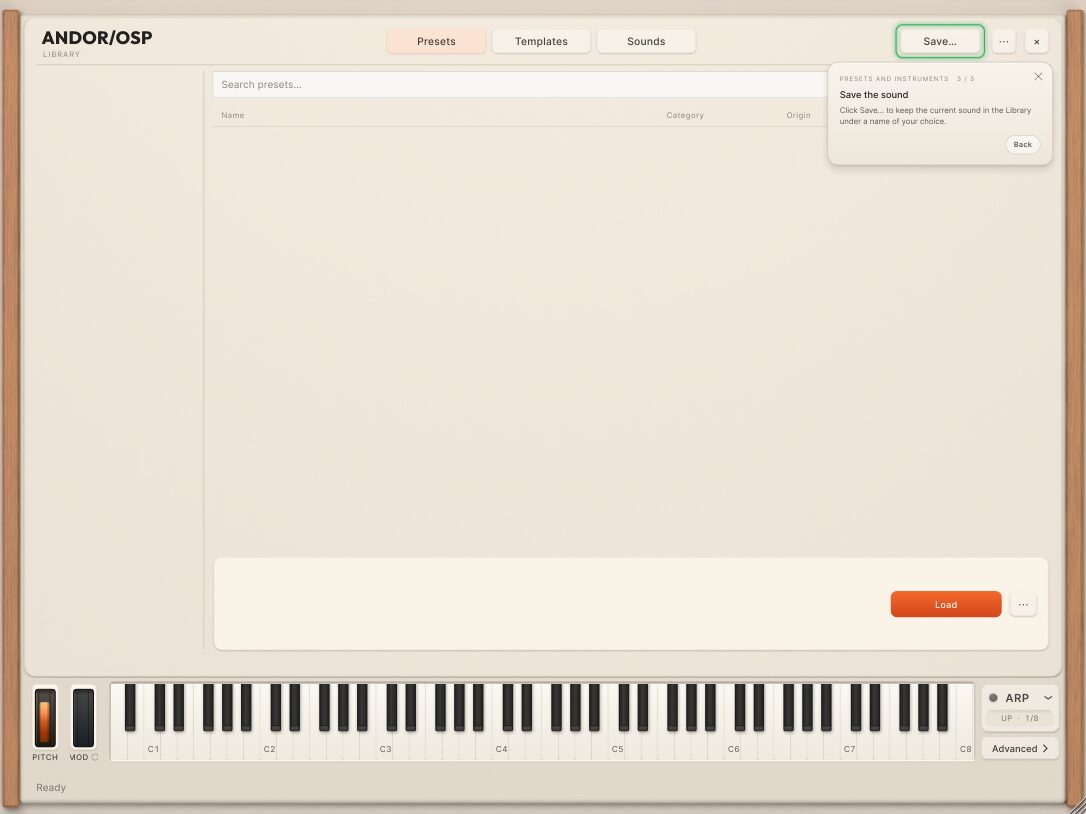 ANDOR/OSP
LIBRARY
Presets
Templates
Sounds
Save...
...
×
Search presets...
Name
Category
Origin
PRESETS AND INSTRUMENTS 3 / 5
Save the sound
Click Save... to keep the current sound in the Library
under a name of your choice.
Back
Load
...
PITCH
MOD
C1
C2
C3
C4
C5
C6
C7
C8
ARP
UP · 1/8
Advanced
Ready